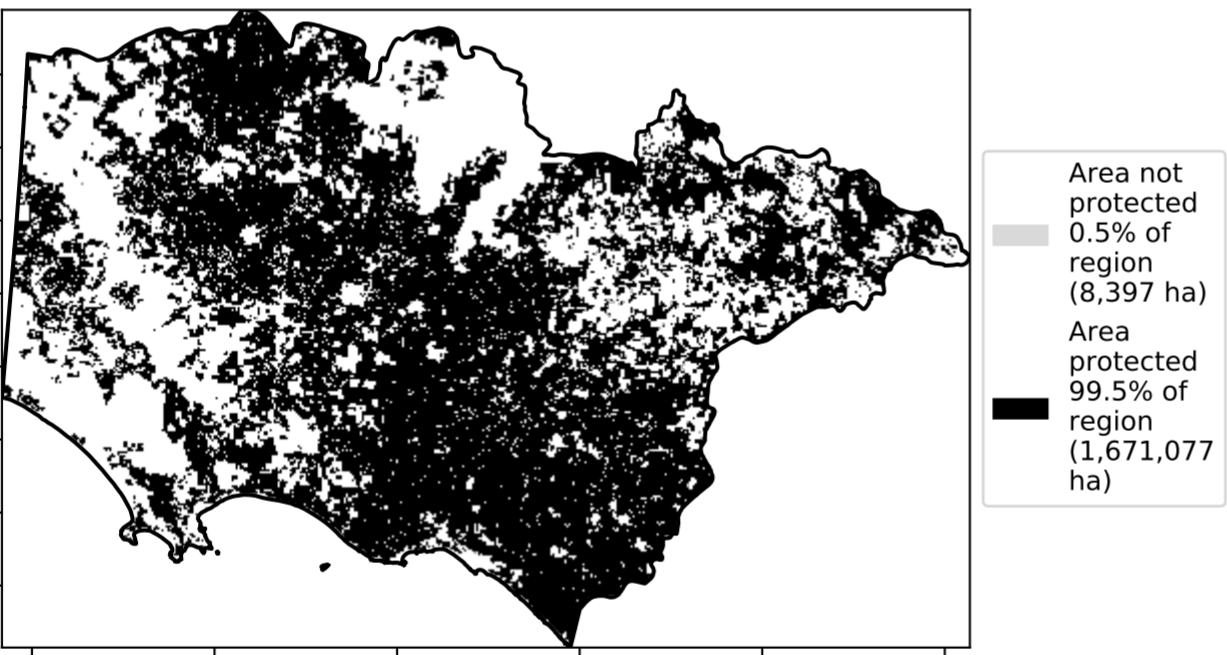 Area not
protected
0.5% of
region
(8,397 ha)
Area
protected
99.5% of
region
(1,671,077
ha)